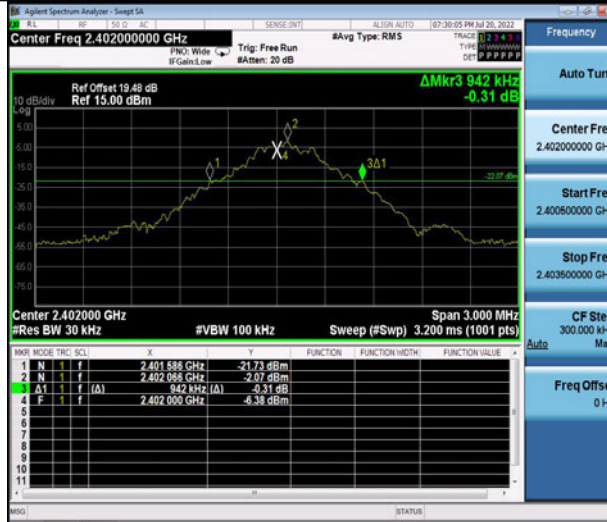 Agilent Spectrum Analyzer - Swept SA
RL RF 50 Ω AC SENSE:INT ALIGN AUTO 07:30:05 PM Jul 20, 2022
Center Freq 2.402000000 GHz
PNO: Wide
IFGain:Low
Trig: Free Run
#Atten: 20 dB
#Avg Type: RMS
TRACE 1 2 3 4 5 6
TYPE M WWWWW
DET P P P P P P
ΔMkr3 942 kHz
-0.31 dB
Ref Offset 19.48 dB
10 dB/div Ref 15.00 dBm
Log
5.00
-5.00
-15.0
-25.0
-35.0
-45.0
-55.0
-65.0
-75.0
1
2
4
3Δ1
-22.07 dBm
Center 2.402000 GHz Span 3.000 MHz
#Res BW 30 kHz #VBW 100 kHz Sweep (#Swp) 3.200 ms (1001 pts)
MKR MODE TRC SCL X Y FUNCTION FUNCTION WIDTH FUNCTION VALUE
1 N 1 f 2.401 586 GHz -21.73 dBm
2 N 1 f 2.402 066 GHz -2.07 dBm
3 Δ1 1 f (Δ) 942 kHz (Δ) -0.31 dB
4 F 1 f 2.402 000 GHz -6.38 dBm
5
6
7
8
9
10
11
MSG STATUS
Frequency
Auto Tun
Center Fre
2.402000000 GH
Start Fre
2.400500000 GH
Stop Fre
2.403500000 GH
CF Ste
300.000 kH
Auto Ma
Freq Offse
0 H